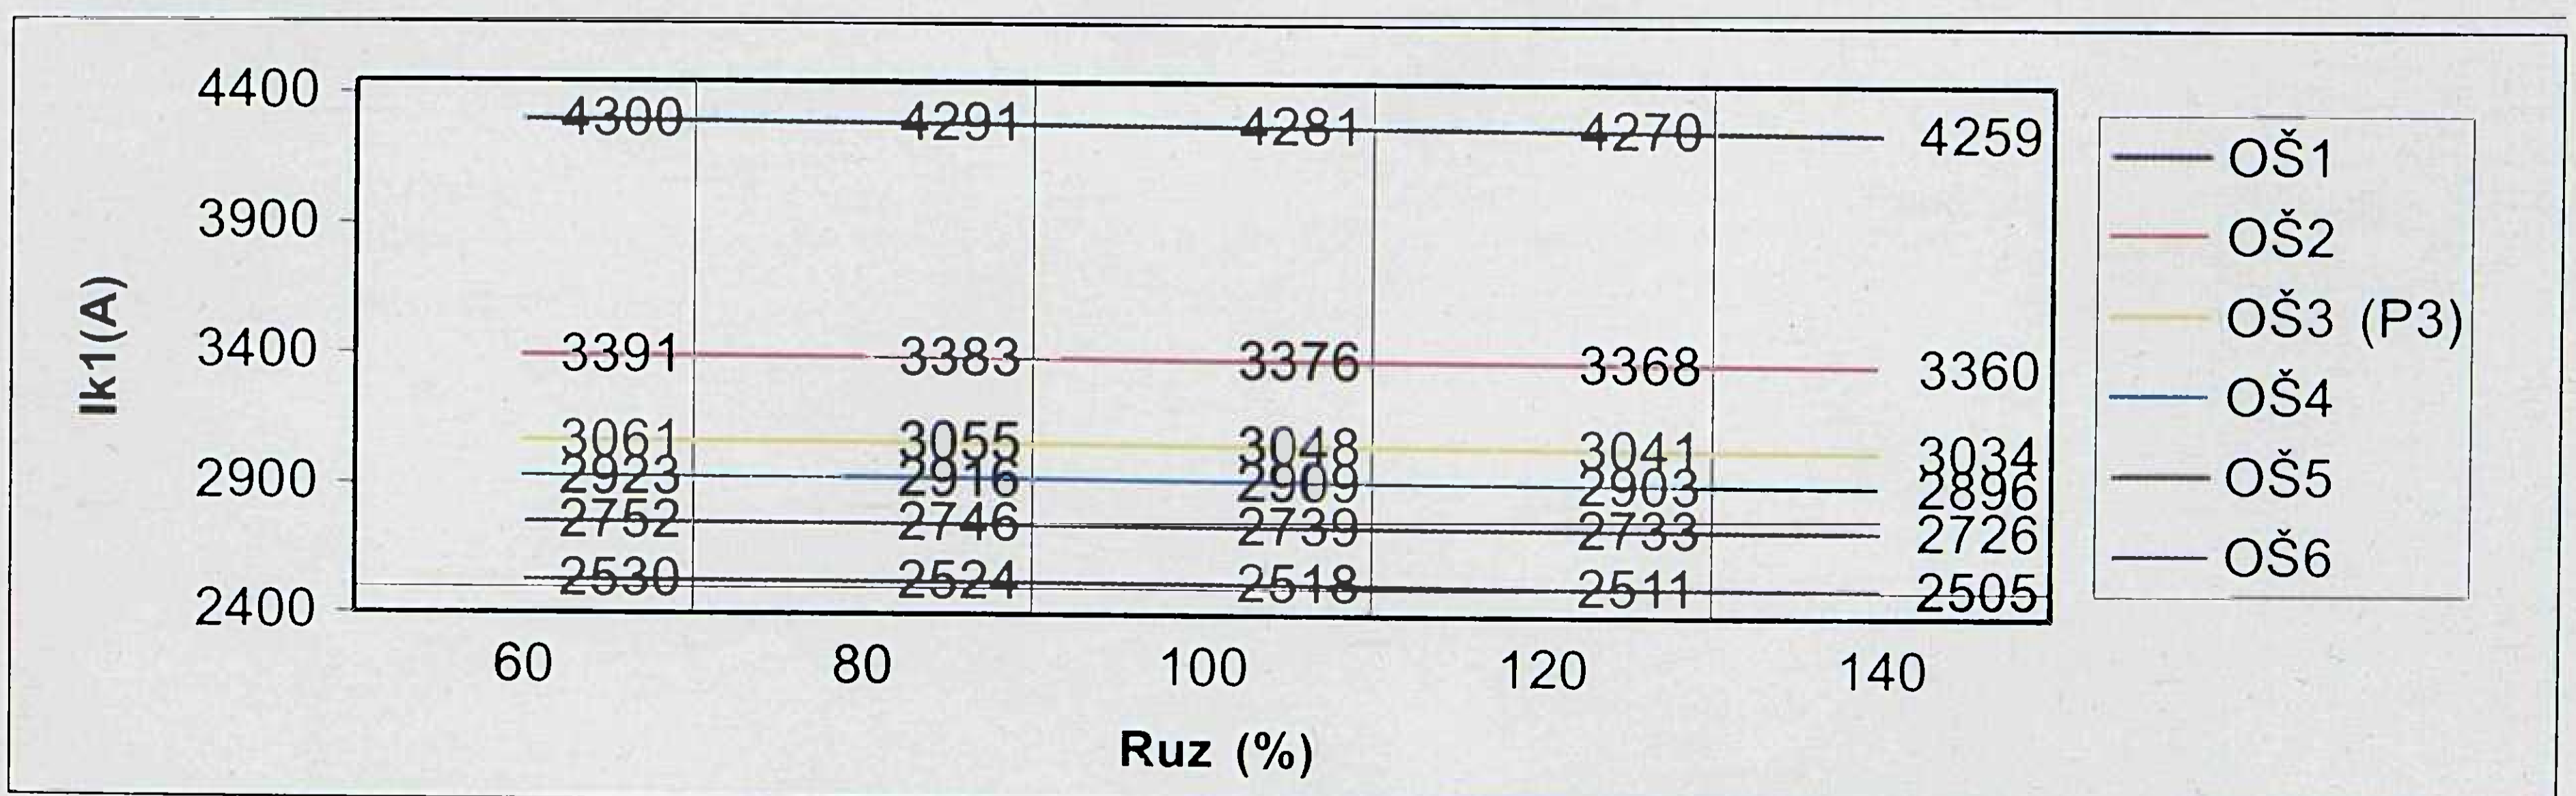 4400
3900
3400
2900
2400
Ik1(A)
4300 4291 4281 4270 4259
3391 3383 3376 3368 3360
3061 3055 3048 3041 3034
2923 2916 2909 2903 2896
2752 2746 2739 2733 2726
2530 2524 2518 2511 2505
60 80 100 120 140
Ruz (%)
OŠ1
OŠ2
OŠ3 (P3)
OŠ4
OŠ5
OŠ6